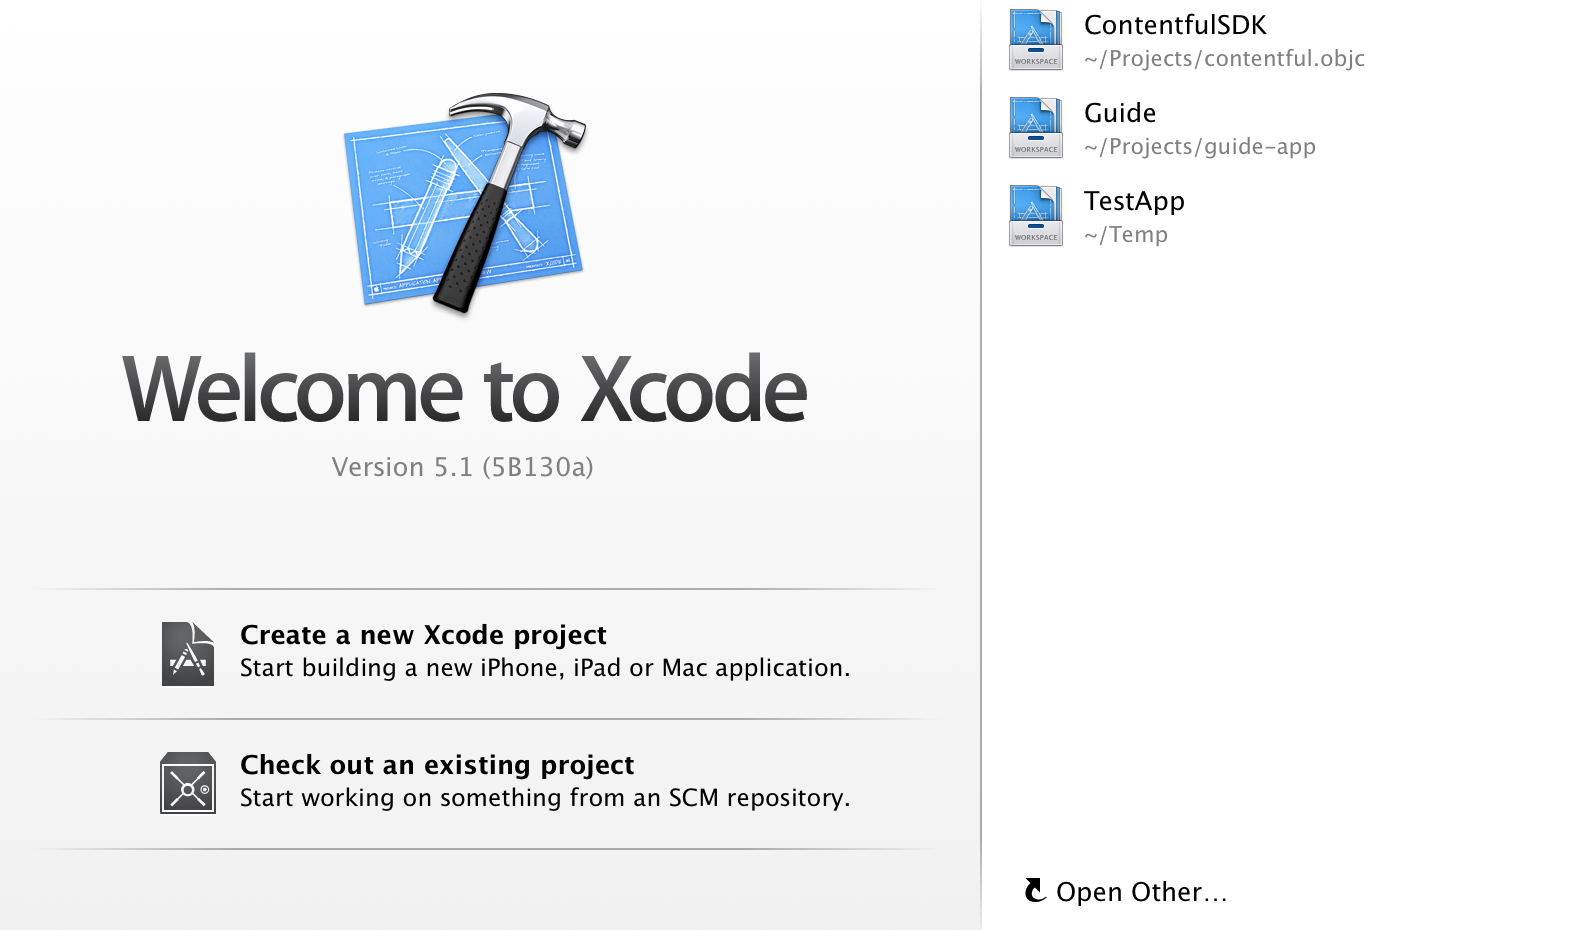 Welcome to Xcode
Version 5.1 (5B130a)
Create a new Xcode project
Start building a new iPhone, iPad or Mac application.
Check out an existing project
Start working on something from an SCM repository.
WORKSPACE
ContentfulSDK
~/Projects/contentful.objc
WORKSPACE
Guide
~/Projects/guide-app
WORKSPACE
TestApp
~/Temp
Open Other...